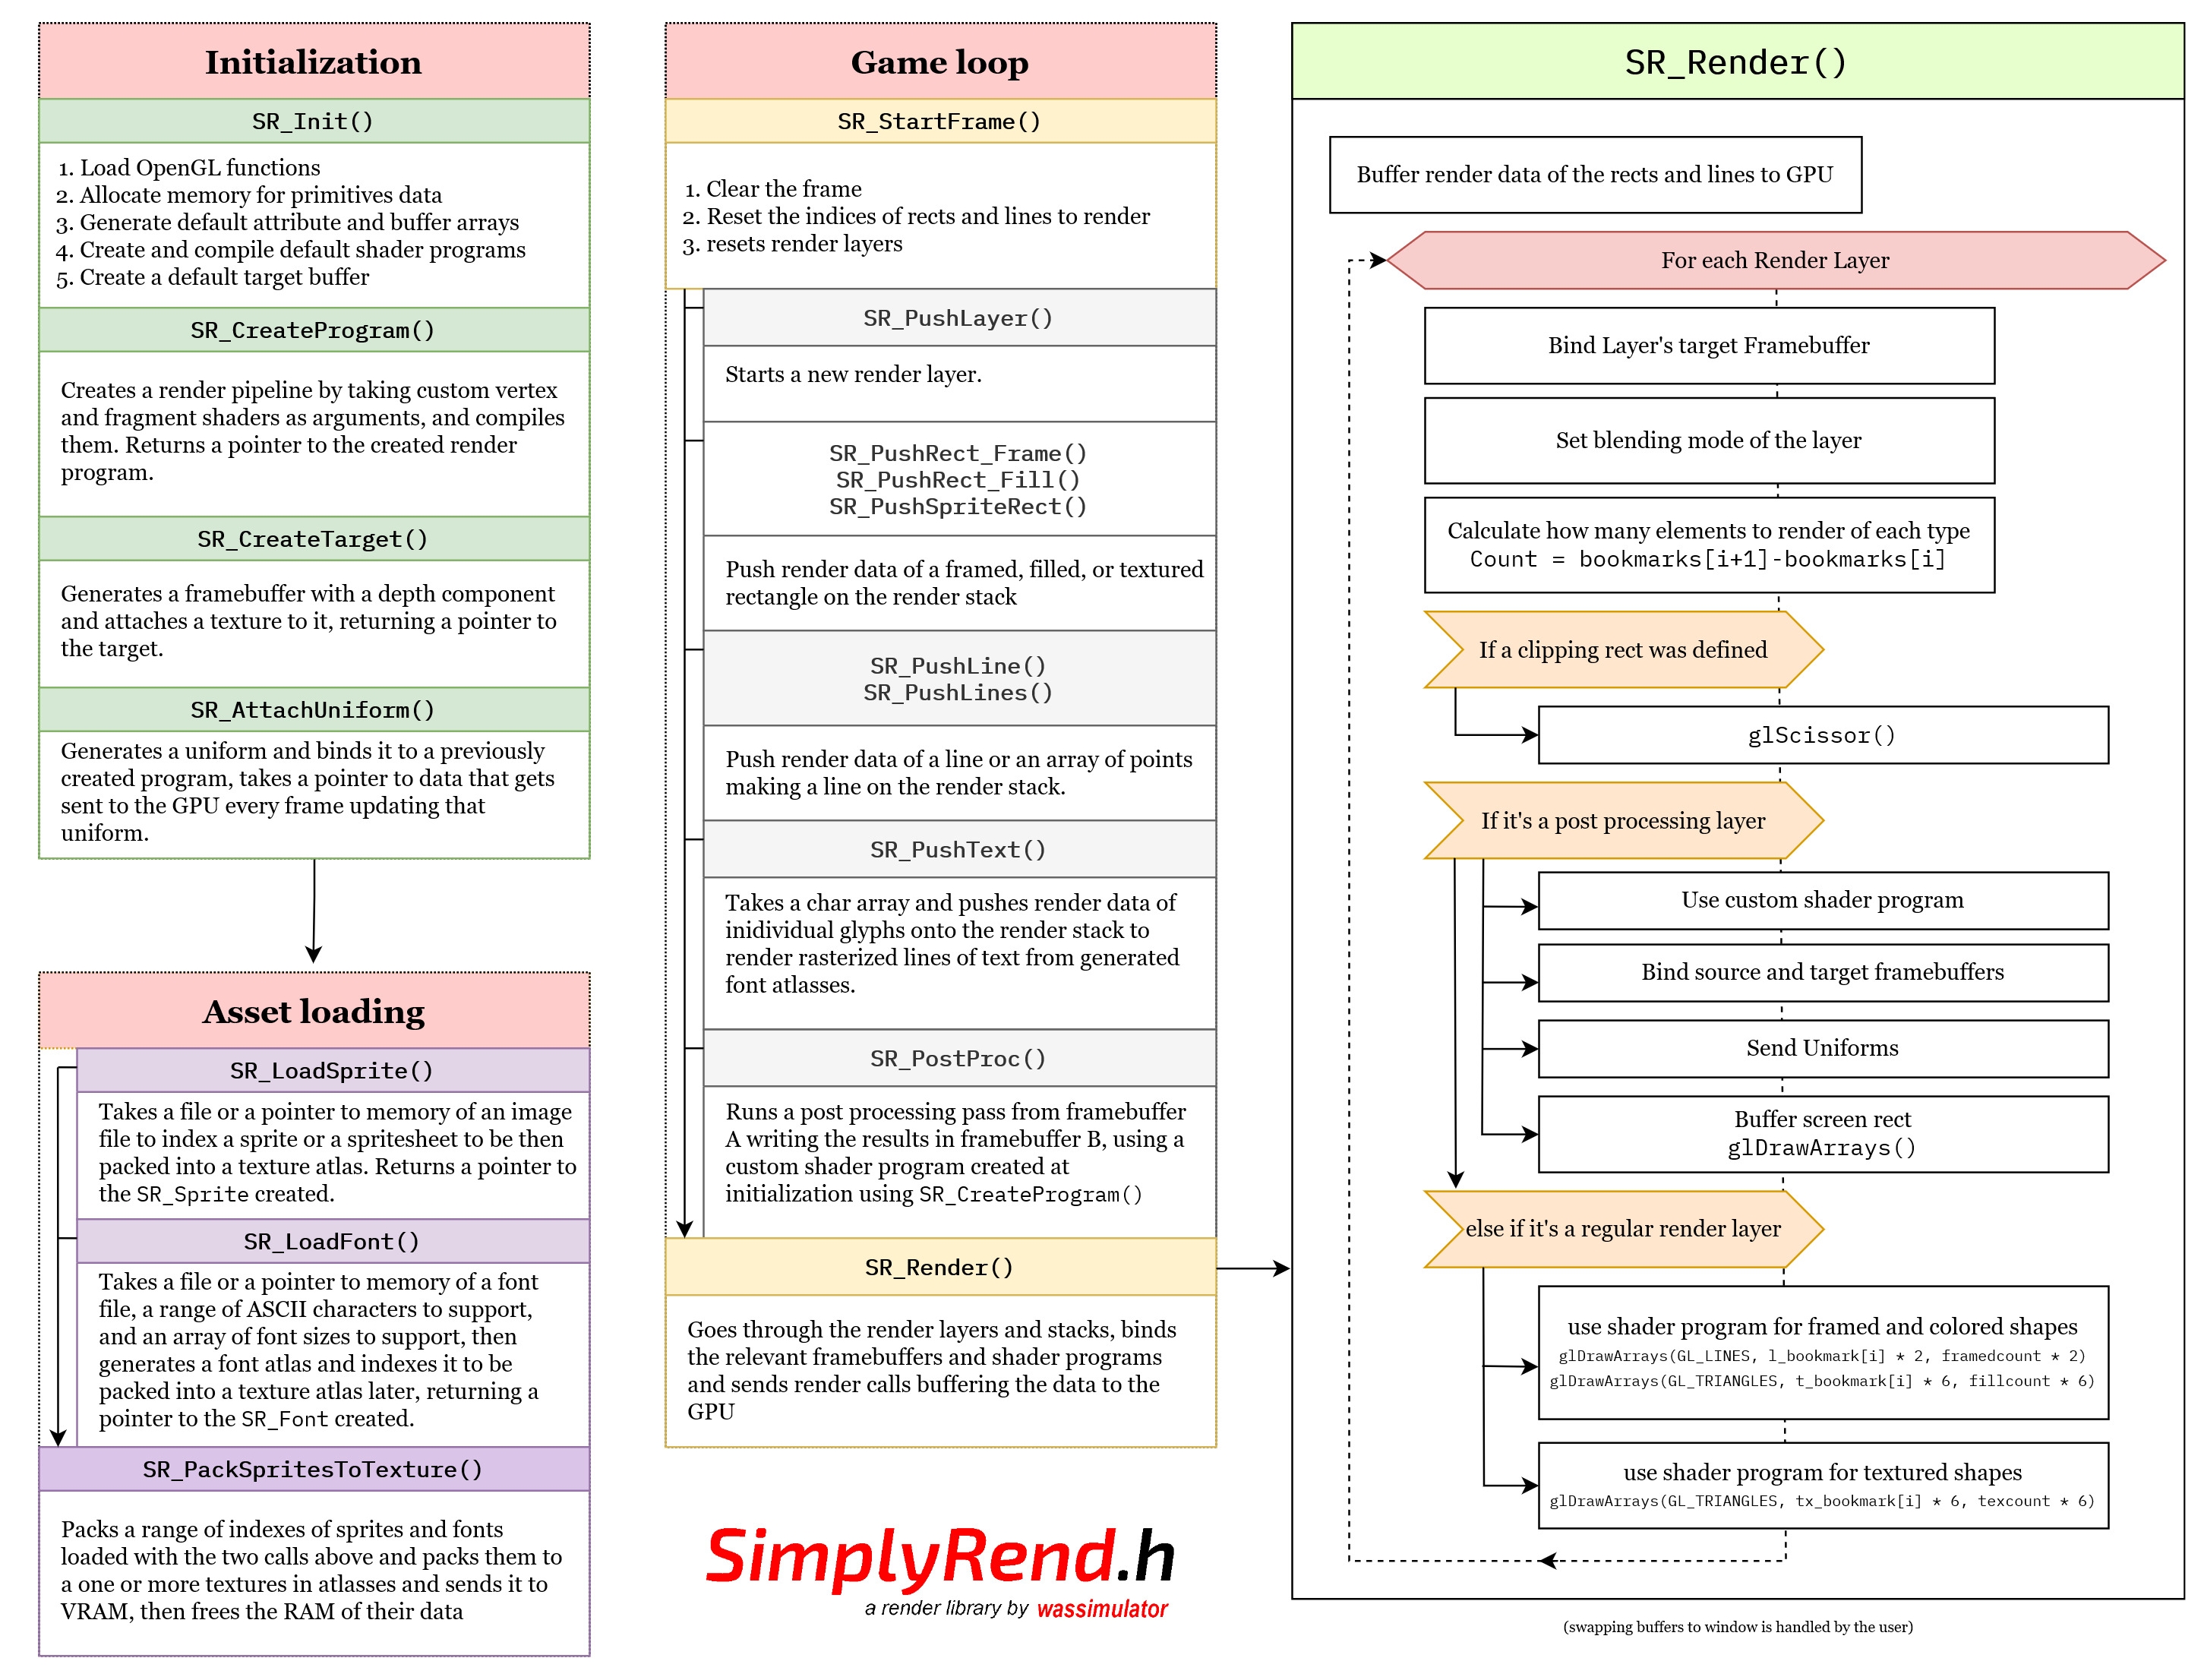 Initialization
SR_Init()
1. Load OpenGL functions
2. Allocate memory for primitives data
3. Generate default attribute and buffer arrays
4. Create and compile default shader programs
5. Create a default target buffer
SR_CreateProgram()
Creates a render pipeline by taking custom vertex
and fragment shaders as arguments, and compiles
them. Returns a pointer to the created render
program.
SR_CreateTarget()
Generates a framebuffer with a depth component
and attaches a texture to it, returning a pointer to
the target.
SR_AttachUniform()
Generates a uniform and binds it to a previously
created program, takes a pointer to data that gets
sent to the GPU every frame updating that
uniform.
Asset loading
SR_LoadSprite()
Takes a file or a pointer to memory of an image
file to index a sprite or a spritesheet to be then
packed into a texture atlas. Returns a pointer to
the SR_Sprite created.
SR_LoadFont()
Takes a file or a pointer to memory of a font
file, a range of ASCII characters to support,
and an array of font sizes to support, then
generates a font atlas and indexes it to be
packed into a texture atlas later, returning a
pointer to the SR_Font created.
SR_PackSpritesToTexture()
Packs a range of indexes of sprites and fonts
loaded with the two calls above and packs them to
a one or more textures in atlasses and sends it to
VRAM, then frees the RAM of their data
Game loop
SR_StartFrame()
1. Clear the frame
2. Reset the indices of rects and lines to render
3. resets render layers
SR_PushLayer()
Starts a new render layer.
SR_PushRect_Frame()
SR_PushRect_Fill()
SR_PushSpriteRect()
Push render data of a framed, filled, or textured
rectangle on the render stack
SR_PushLine()
SR_PushLines()
Push render data of a line or an array of points
making a line on the render stack.
SR_PushText()
Takes a char array and pushes render data of
inidividual glyphs onto the render stack to
render rasterized lines of text from generated
font atlasses.
SR_PostProc()
Runs a post processing pass from framebuffer
A writing the results in framebuffer B, using a
custom shader program created at
initialization using SR_CreateProgram()
SR_Render()
Goes through the render layers and stacks, binds
the relevant framebuffers and shader programs
and sends render calls buffering the data to the
GPU
SimplyRend.h
a render library by wassimulator
SR_Render()
Buffer render data of the rects and lines to GPU
For each Render Layer
Bind Layer's target Framebuffer
Set blending mode of the layer
Calculate how many elements to render of each type
Count = bookmarks[i+1]-bookmarks[i]
If a clipping rect was defined
glScissor()
If it's a post processing layer
Use custom shader program
Bind source and target framebuffers
Send Uniforms
Buffer screen rect
glDrawArrays()
else if it's a regular render layer
use shader program for framed and colored shapes
glDrawArrays(GL_LINES, l_bookmark[i] * 2, framedcount * 2)
glDrawArrays(GL_TRIANGLES, t_bookmark[i] * 6, fillcount * 6)
use shader program for textured shapes
glDrawArrays(GL_TRIANGLES, tx_bookmark[i] * 6, texcount * 6)
(swapping buffers to window is handled by the user)